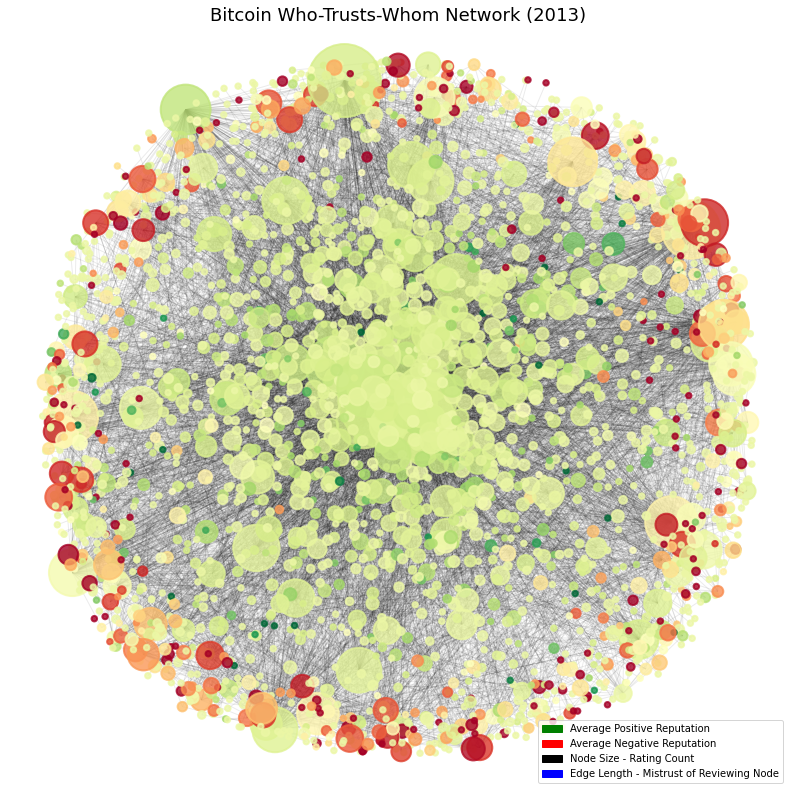 Bitcoin Who-Trusts-Whom Network (2013)
Average Positive Reputation
Average Negative Reputation
Node Size - Rating Count
Edge Length - Mistrust of Reviewing Node